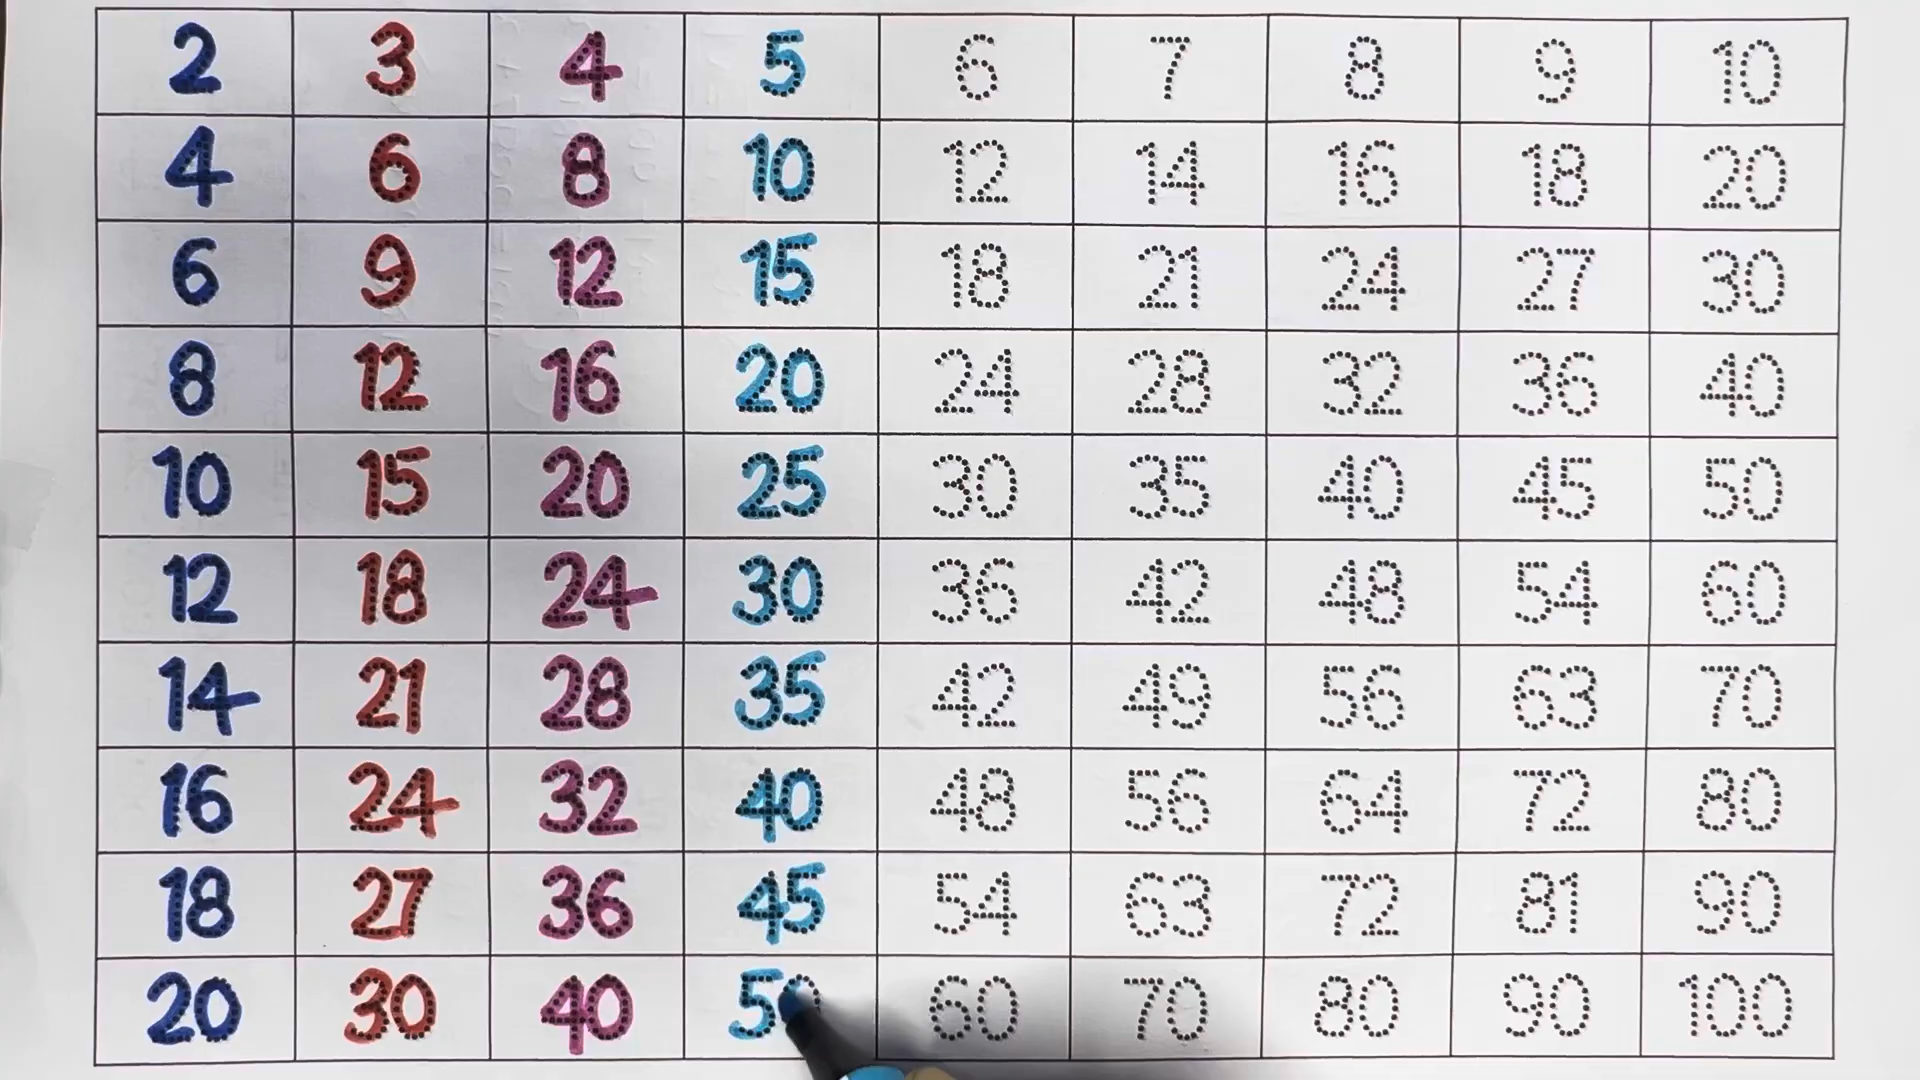 2 3 4 5 6 7 8 9 10
4 6 8 10 12 14 16 18 20
6 9 12 15 18 21 24 27 30
8 12 16 20 24 28 32 36 40
10 15 20 25 30 35 40 45 50
12 18 24 30 36 42 48 54 60
14 21 28 35 42 49 56 63 70
16 24 32 40 48 56 64 72 80
18 27 36 45 54 63 72 81 90
20 30 40 50 60 70 80 90 100